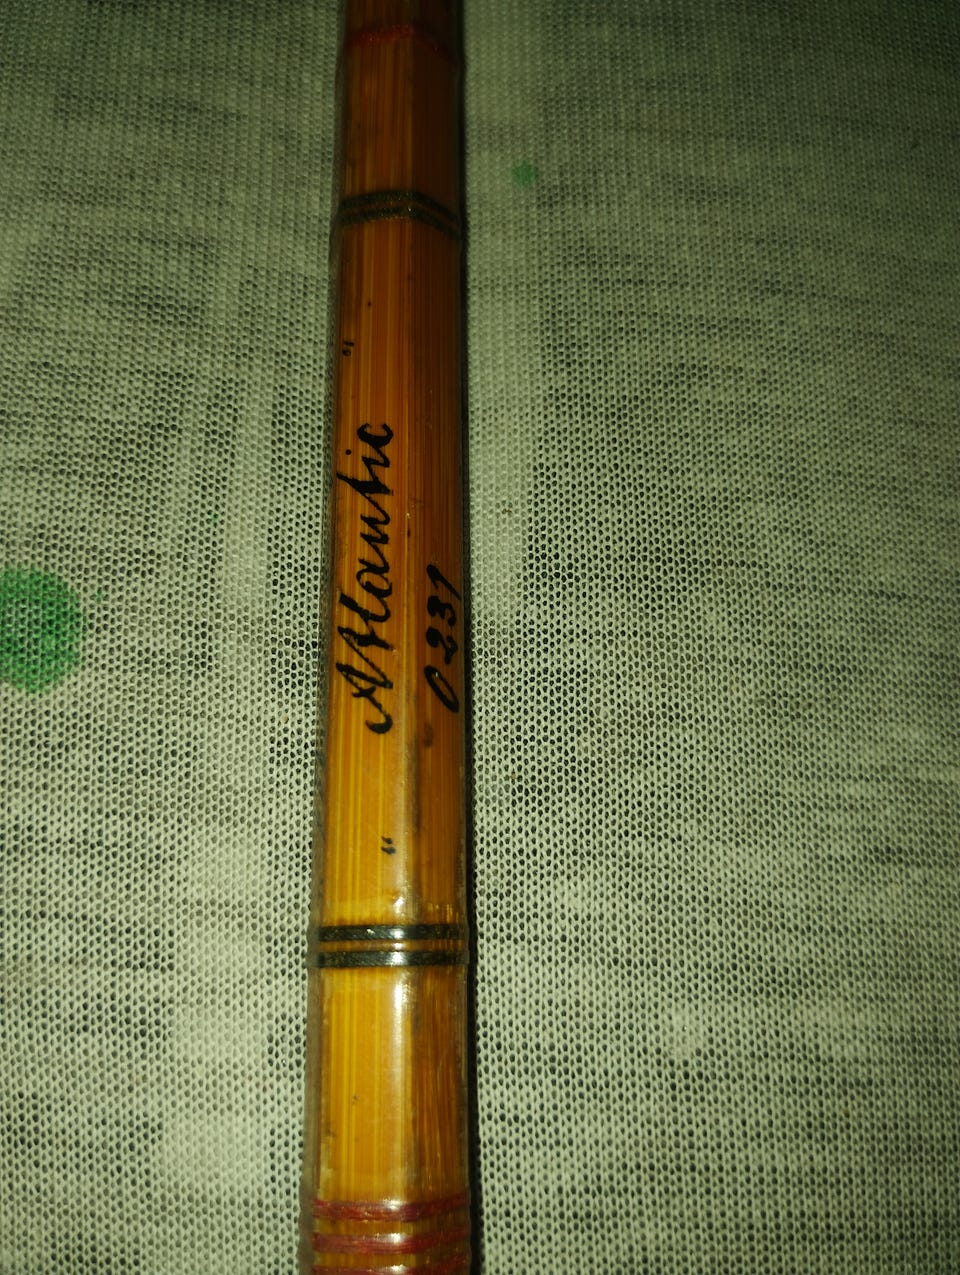 „ Atlantic "
0231